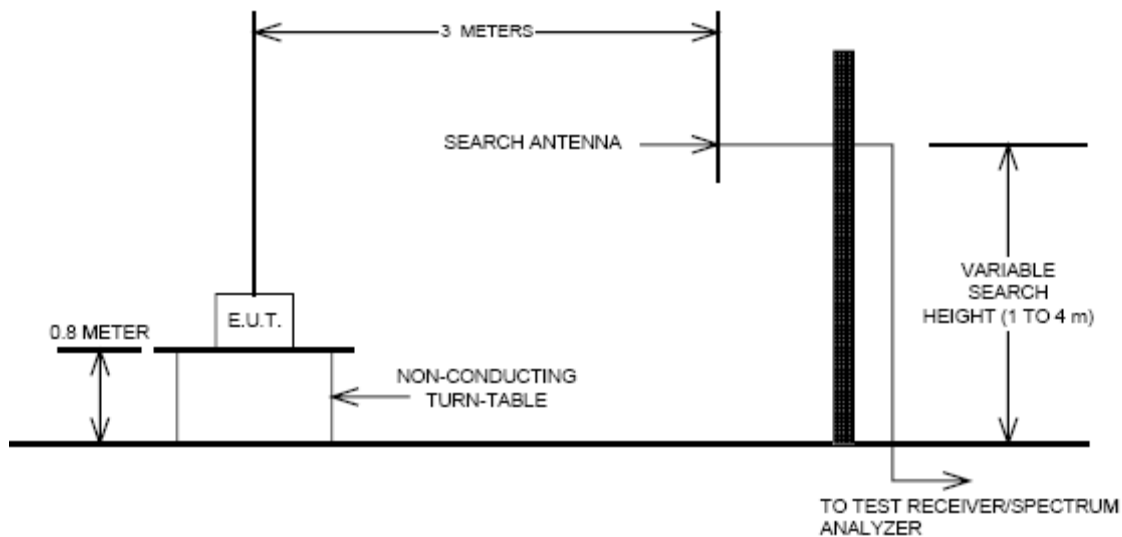 3 METERS
SEARCH ANTENNA
VARIABLE
SEARCH
HEIGHT (1 TO 4 m)
E.U.T.
0.8 METER
NON-CONDUCTING
TURN-TABLE
TO TEST RECEIVER/SPECTRUM
ANALYZER